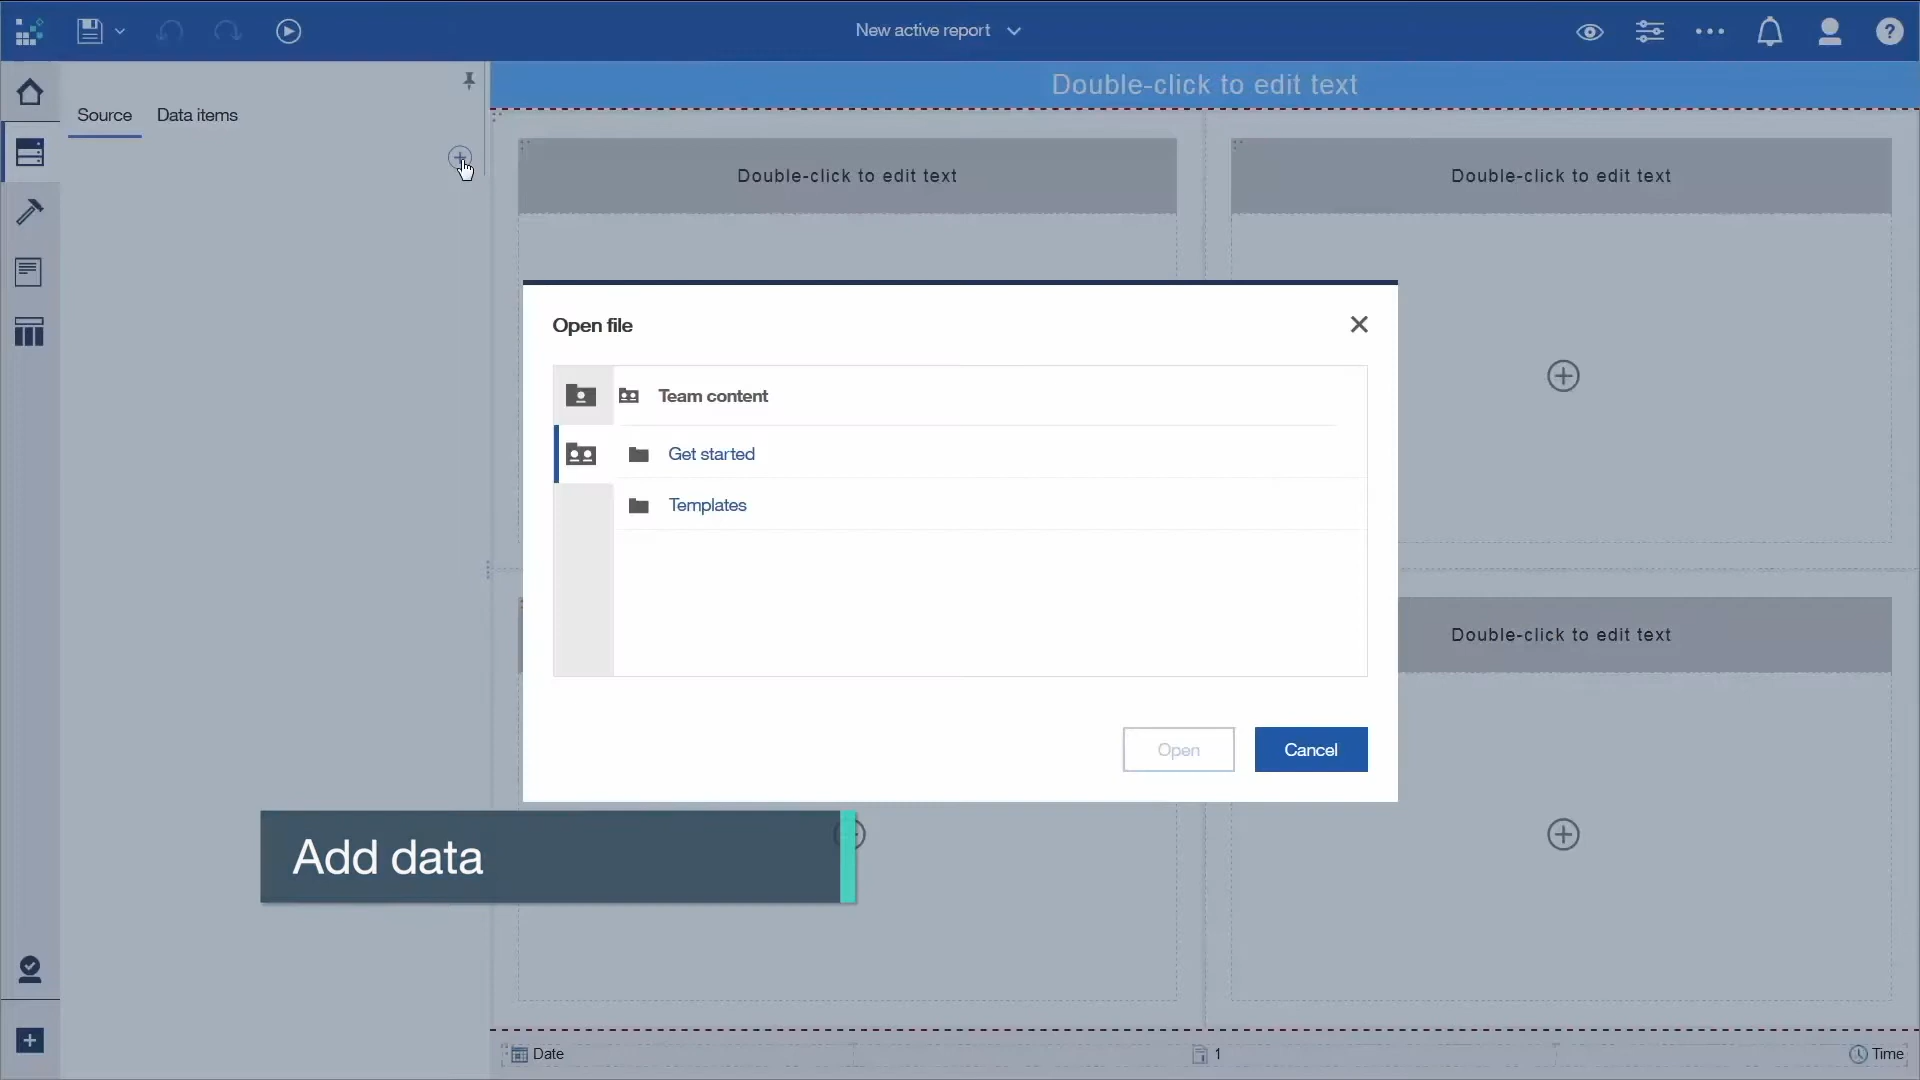 New active report
?
Double-click to edit text
Source
Data items
Double-click to edit text
Double-click to edit text
Open file
Team content
Get started
Templates
Double-click to edit text
Open
Cancel
Add data
Date
1
Time